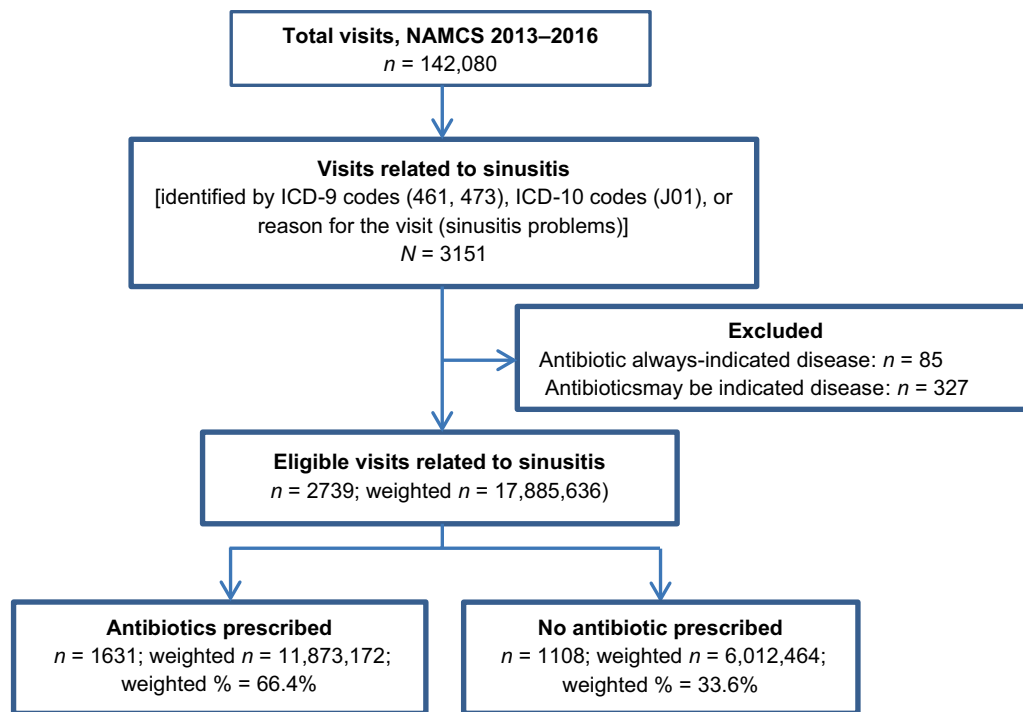 Total visits, NAMCS 2013–2016
n = 142,080
Visits related to sinusitis
[identified by ICD-9 codes (461, 473), ICD-10 codes (J01), or
reason for the visit (sinusitis problems)]
N = 3151
Excluded
Antibiotic always-indicated disease: n = 85
Antibioticsmay be indicated disease: n = 327
Eligible visits related to sinusitis
n = 2739; weighted n = 17,885,636)
Antibiotics prescribed
n = 1631; weighted n = 11,873,172;
weighted % = 66.4%
No antibiotic prescribed
n = 1108; weighted n = 6,012,464;
weighted % = 33.6%